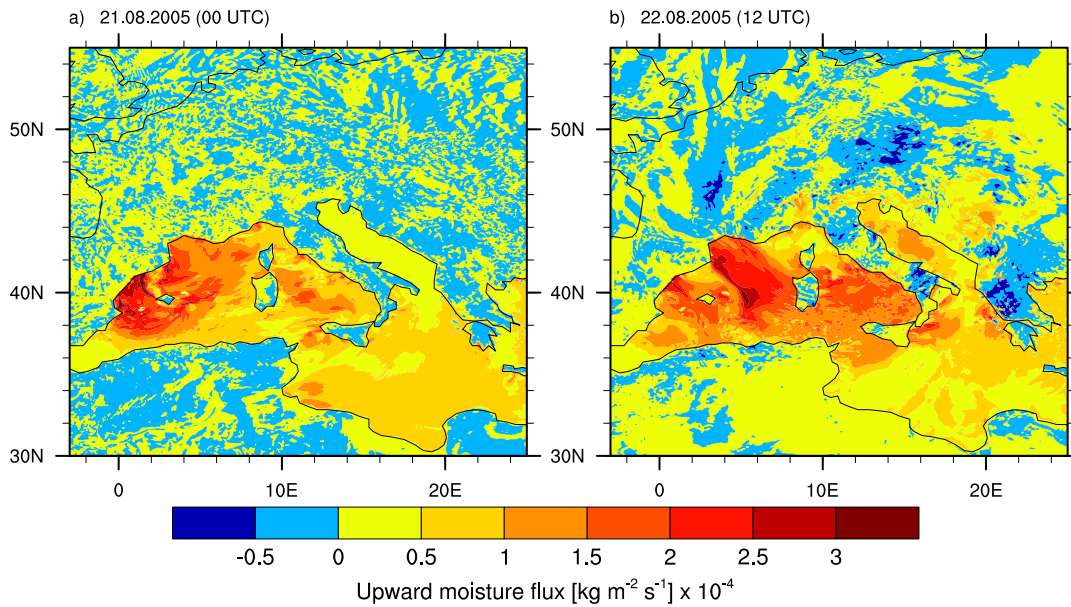 a) 21.08.2005 (00 UTC)
b) 22.08.2005 (12 UTC)
50N
40N
30N
0 10E 20E
50N
40N
30N
0 10E 20E
-0.5 0 0.5 1 1.5 2 2.5 3
Upward moisture flux [kg m⁻² s⁻¹] x 10⁻⁴